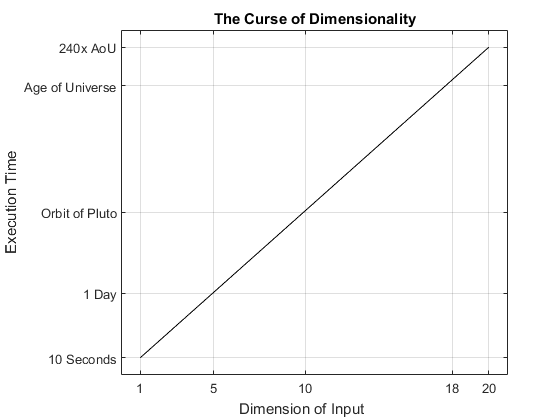 The Curse of Dimensionality
240x AoU
Age of Universe
Orbit of Pluto
1 Day
10 Seconds
Execution Time
1 5 10 18 20
Dimension of Input